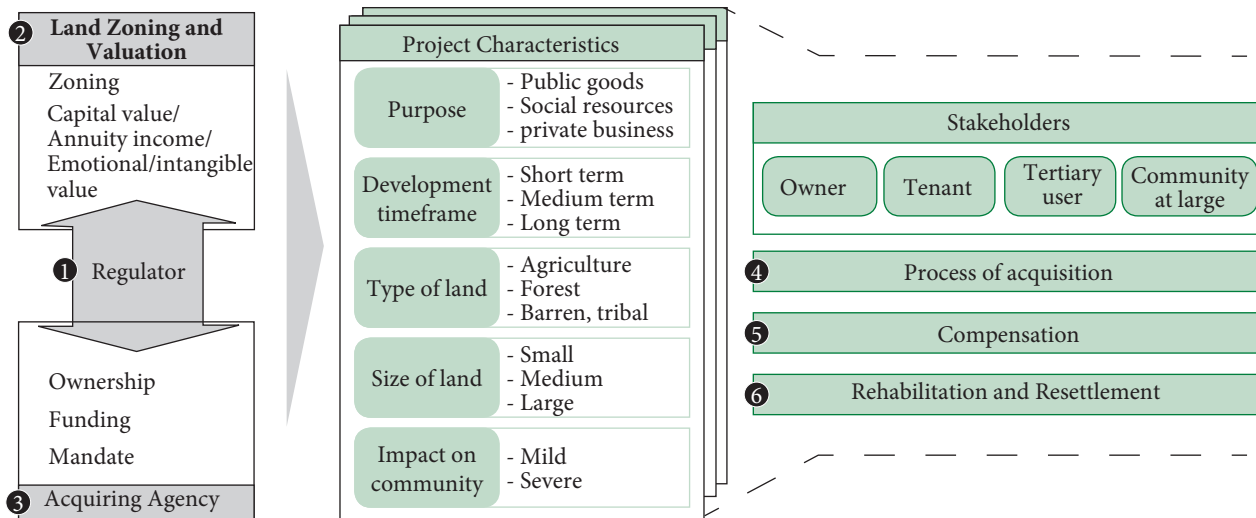 2
Land Zoning and
Valuation
Zoning
Capital value/
Annuity income/
Emotional/intangible
value
1
Regulator
Ownership
Funding
Mandate
3
Acquiring Agency
Project Characteristics
Purpose
- Public goods
- Social resources
- private business
Development
timeframe
- Short term
- Medium term
- Long term
Type of land
- Agriculture
- Forest
- Barren, tribal
Size of land
- Small
- Medium
- Large
Impact on
community
- Mild
- Severe
Stakeholders
Owner
Tenant
Tertiary
user
Community
at large
4
Process of acquisition
5
Compensation
6
Rehabilitation and Resettlement